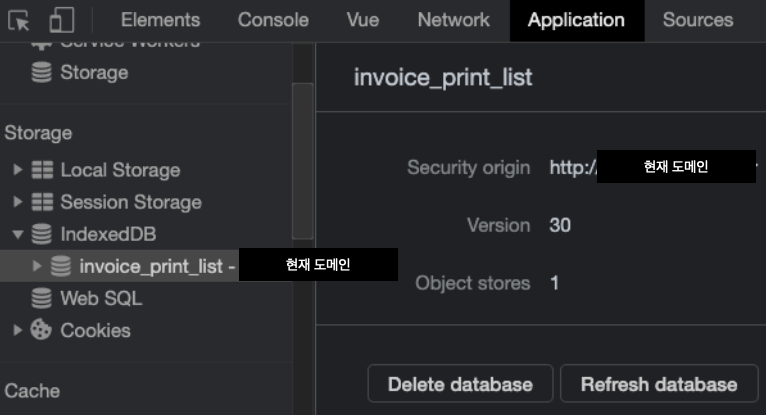 Elements Console Vue Network Application Sources
Service Workers
Storage
Storage
Local Storage
Session Storage
IndexedDB
invoice_print_list - 현재 도메인
Web SQL
Cookies
Cache
invoice_print_list
Security origin http:/ 현재 도메인
Version 30
Object stores 1
Delete database Refresh database